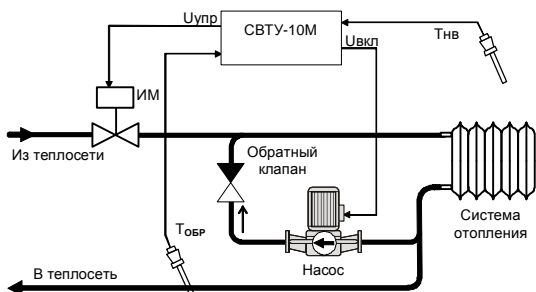 Uупр
СВТУ-10М
Uвкл
Тнв
ИМ
Из теплосети
Обратный
клапан
Система
отопления
ТОБР
Насос
В теплосеть